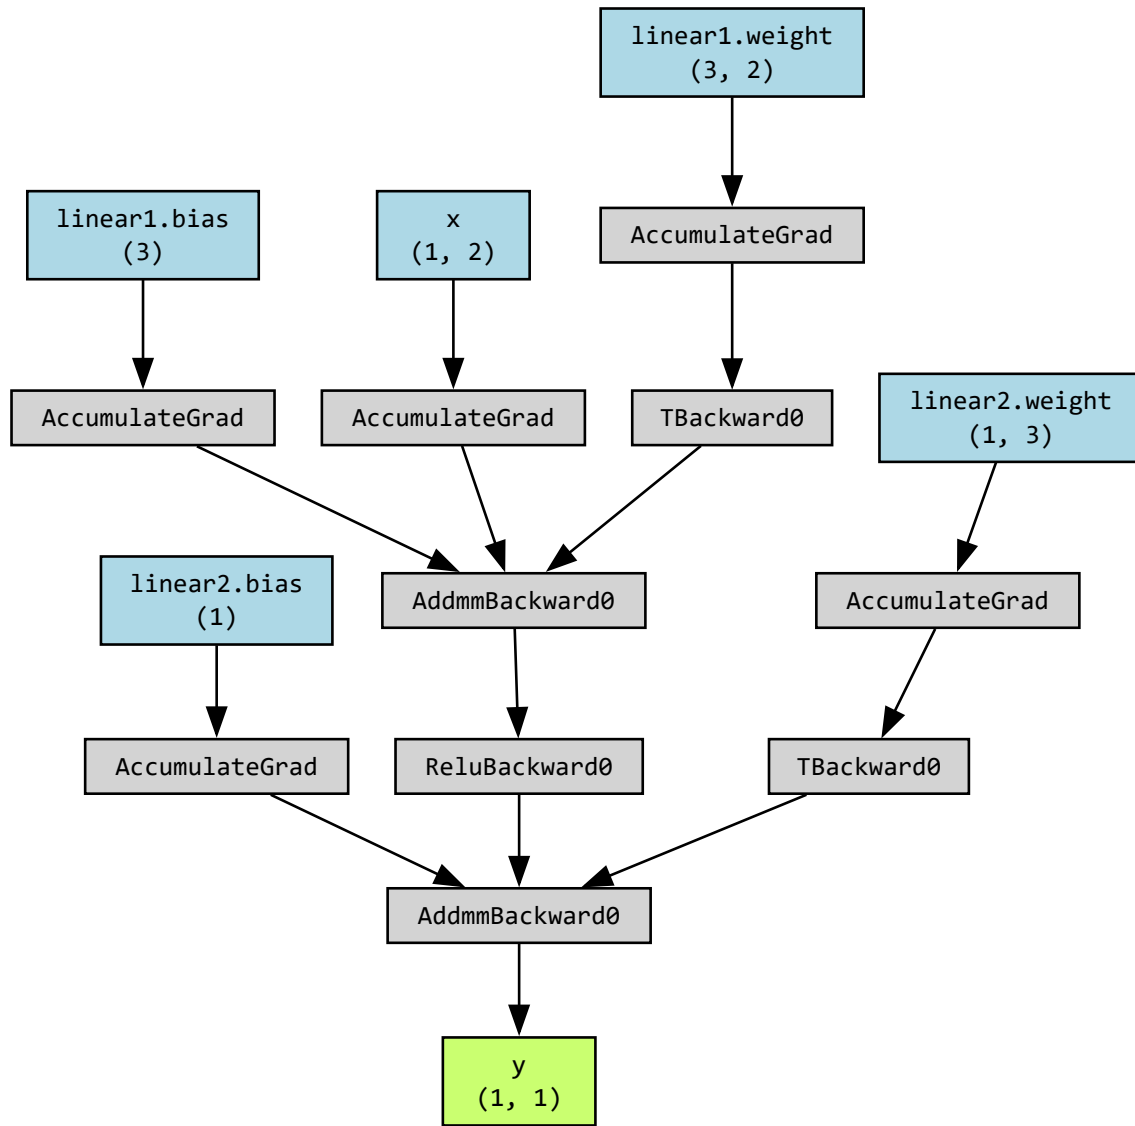 linear1.weight
(3, 2)
linear1.bias
(3)
x
(1, 2)
AccumulateGrad
AccumulateGrad
AccumulateGrad
TBackward0
linear2.weight
(1, 3)
linear2.bias
(1)
AddmmBackward0
AccumulateGrad
AccumulateGrad
ReluBackward0
TBackward0
AddmmBackward0
y
(1, 1)